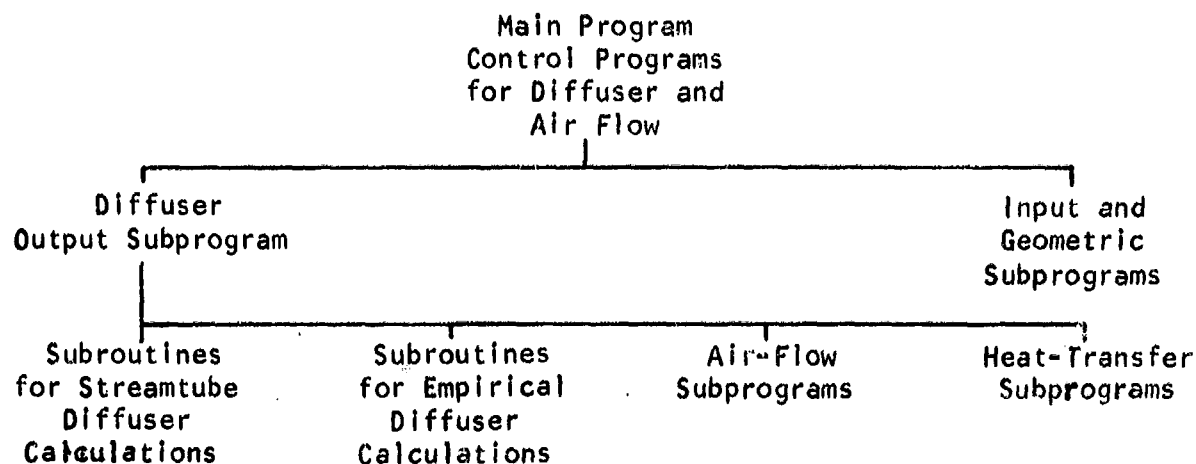 Main Program
Control Programs
for Diffuser and
Air Flow
Diffuser
Output Subprogram
Input and
Geometric
Subprograms
Subroutines
for Streamtube
Diffuser
Calculations
Subroutines
for Empirical
Diffuser
Calculations
Air-Flow
Subprograms
Heat-Transfer
Subprograms